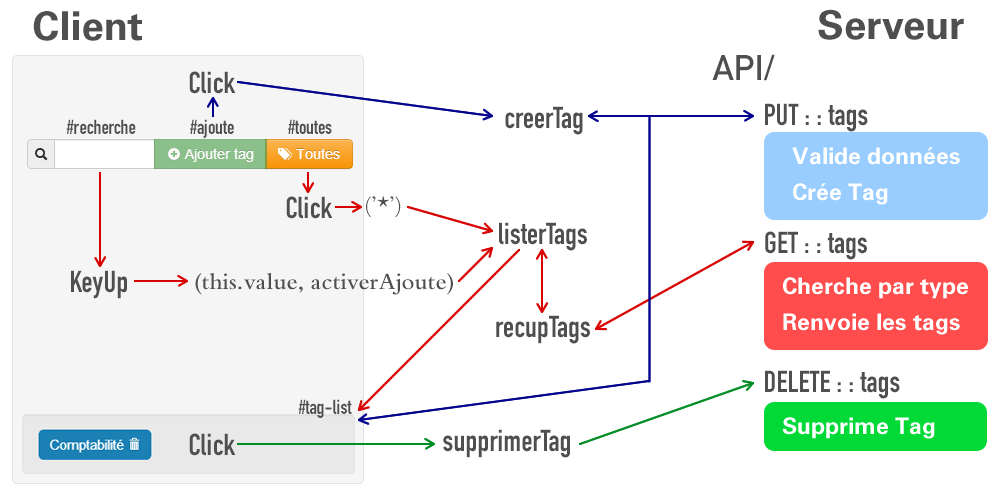 Client
Serveur
API/
Click
creerTag
PUT : : tags
#recherche
#ajoute
#toutes
Ajouter tag
Toutes
Valide données
Crée Tag
Click
('*')
listerTags
GET : : tags
KeyUp
(this.value, activerAjoute)
Cherche par type
Renvoie les tags
recupTags
#tag-list
DELETE : : tags
Comptabilité
Click
supprimerTag
Supprime Tag